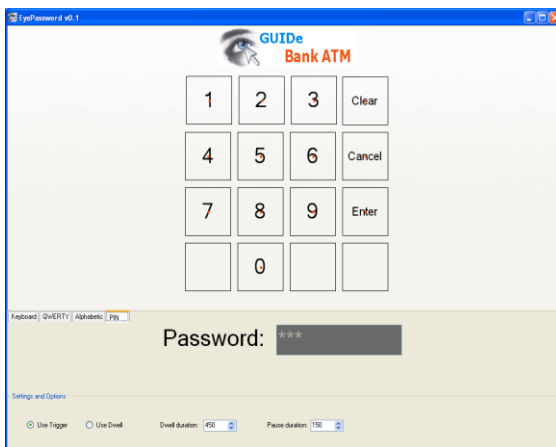 EyePassword v0.1
GUIDe
Bank ATM
1 2 3 Clear
4 5 6 Cancel
7 8 9 Enter
0
Keyboard QWERTY Alphabetic PIN
Password: ***
Settings and Options
Use Trigger Use Dwell Dwell duration: 450 Pause duration: 150